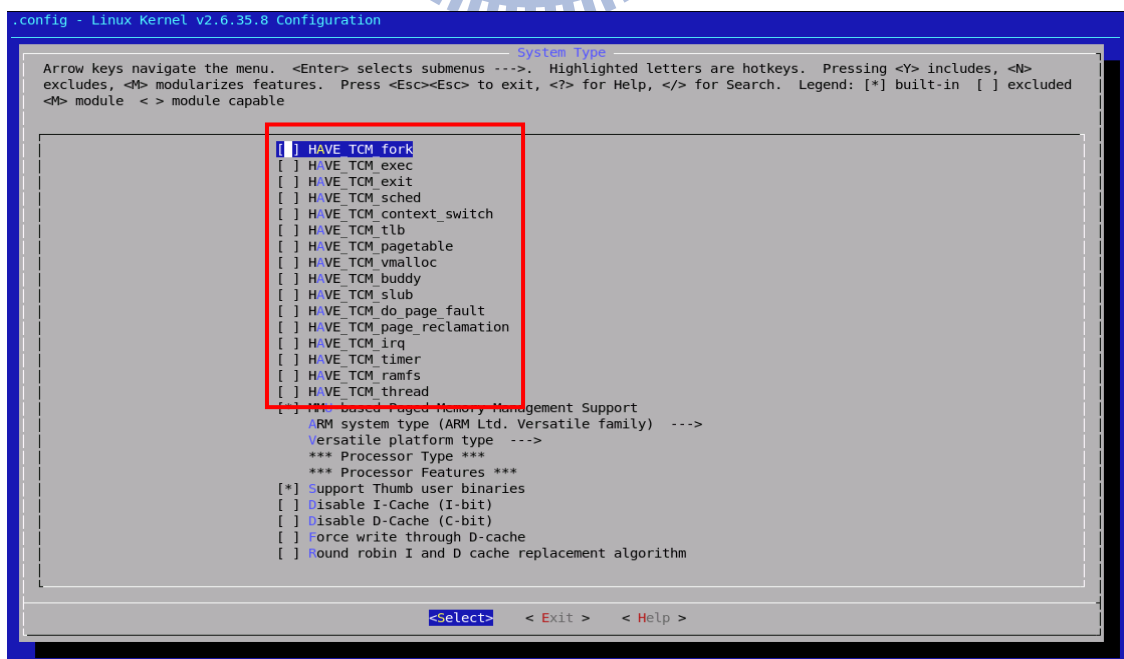 .config - Linux Kernel v2.6.35.8 Configuration
System Type
Arrow keys navigate the menu.  <Enter> selects submenus --->.  Highlighted letters are hotkeys.  Pressing <Y> includes, <N>
excludes, <M> modularizes features.  Press <Esc><Esc> to exit, <?> for Help, </> for Search.  Legend: [*] built-in  [ ] excluded
<M> module  < > module capable
[ ] HAVE_TCM_fork
[ ] HAVE_TCM_exec
[ ] HAVE_TCM_exit
[ ] HAVE_TCM_sched
[ ] HAVE_TCM_context_switch
[ ] HAVE_TCM_tlb
[ ] HAVE_TCM_pagetable
[ ] HAVE_TCM_vmalloc
[ ] HAVE_TCM_buddy
[ ] HAVE_TCM_slub
[ ] HAVE_TCM_do_page_fault
[ ] HAVE_TCM_page_reclamation
[ ] HAVE_TCM_irq
[ ] HAVE_TCM_timer
[ ] HAVE_TCM_ramfs
[ ] HAVE_TCM_thread
[*] MMU-based Paged Memory Management Support
ARM system type (ARM Ltd. Versatile family)  --->
Versatile platform type  --->
*** Processor Type ***
*** Processor Features ***
[*] Support Thumb user binaries
[ ] Disable I-Cache (I-bit)
[ ] Disable D-Cache (C-bit)
[ ] Force write through D-cache
[ ] Round robin I and D cache replacement algorithm
<Select>    < Exit >    < Help >